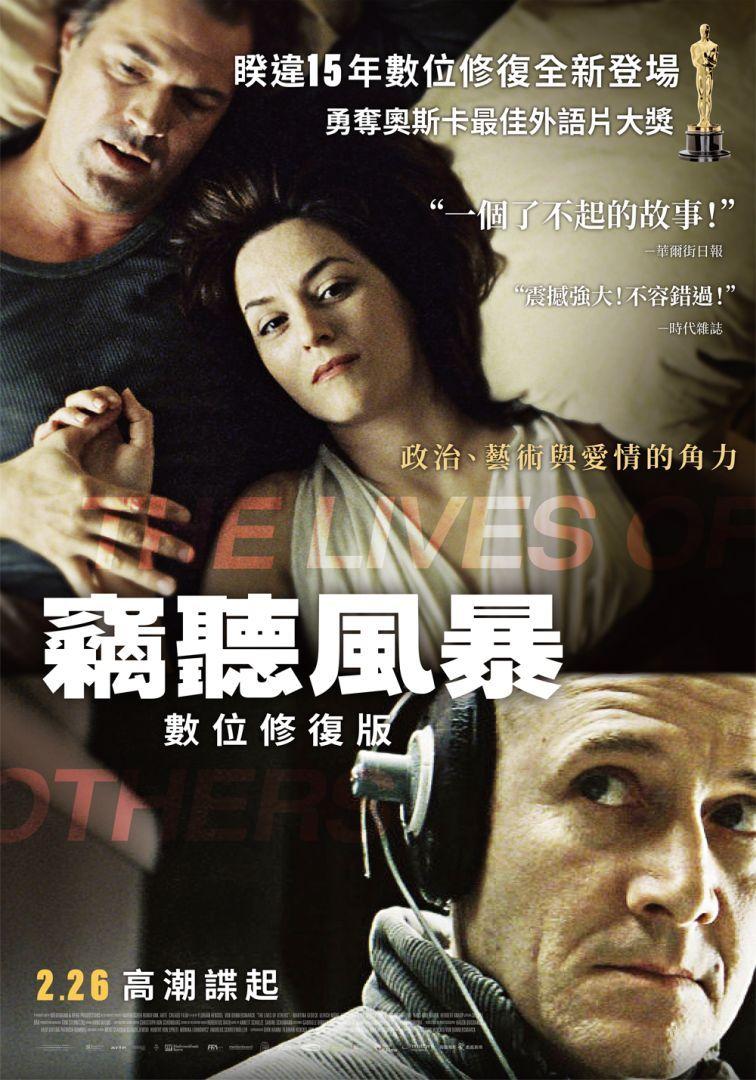 睽違15年數位修復全新登場
勇奪奧斯卡最佳外語片大獎
“一個了不起的故事!”
—華爾街日報
“震撼強大!不容錯過!”
—時代雜誌
政治、藝術與愛情的角力
THE LIVES OF
竊聽風暴
數位修復版
OTHERS
2.26 高潮諜起